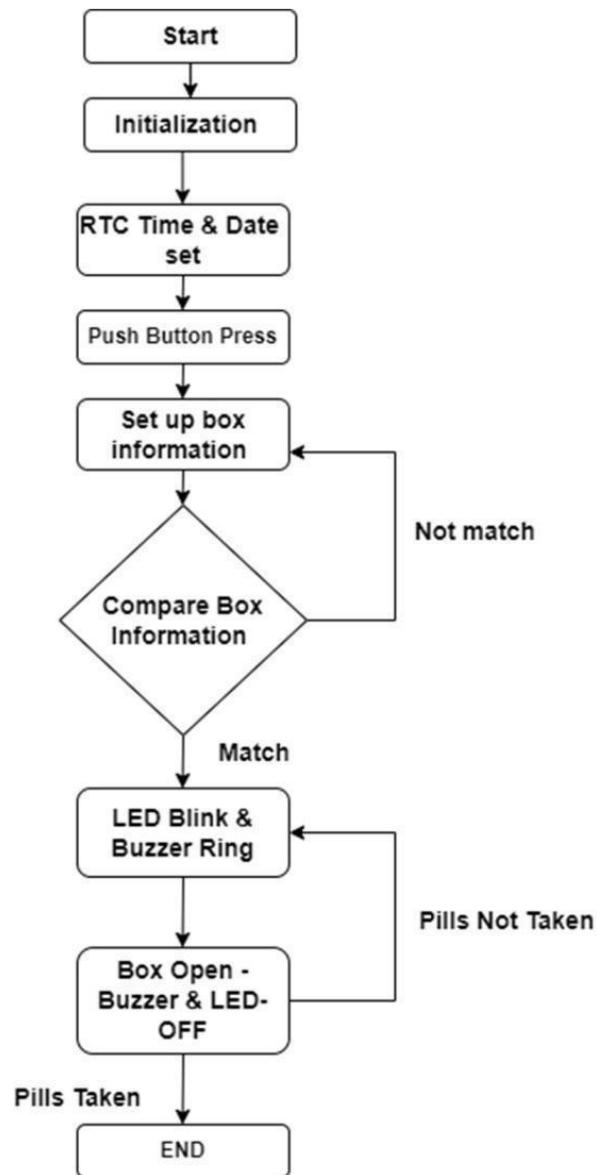 Start
Initialization
RTC Time & Date
set
Push Button Press
Set up box
information
Not match
Compare Box
Information
Match
LED Blink &
Buzzer Ring
Pills Not Taken
Box Open -
Buzzer & LED-
OFF
Pills Taken
END